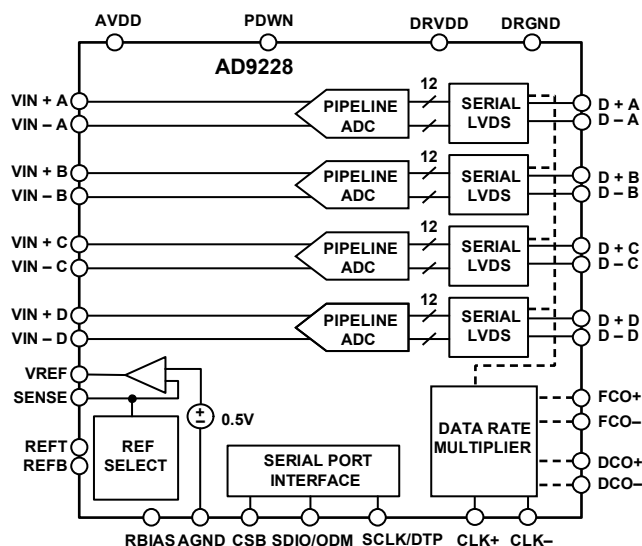 AVDD PDWN DRVDD DRGND
AD9228
VIN + A
VIN – A
PIPELINE
ADC
12
SERIAL
LVDS
D + A
D – A
VIN + B
VIN – B
PIPELINE
ADC
12
SERIAL
LVDS
D + B
D – B
VIN + C
VIN – C
PIPELINE
ADC
12
SERIAL
LVDS
D + C
D – C
VIN + D
VIN – D
PIPELINE
ADC
12
SERIAL
LVDS
D + D
D – D
VREF
SENSE
0.5V
REFT
REFB
REF
SELECT
SERIAL PORT
INTERFACE
DATA RATE
MULTIPLIER
FCO+
FCO–
DCO+
DCO–
RBIAS AGND CSB SDIO/ODM SCLK/DTP CLK+ CLK–